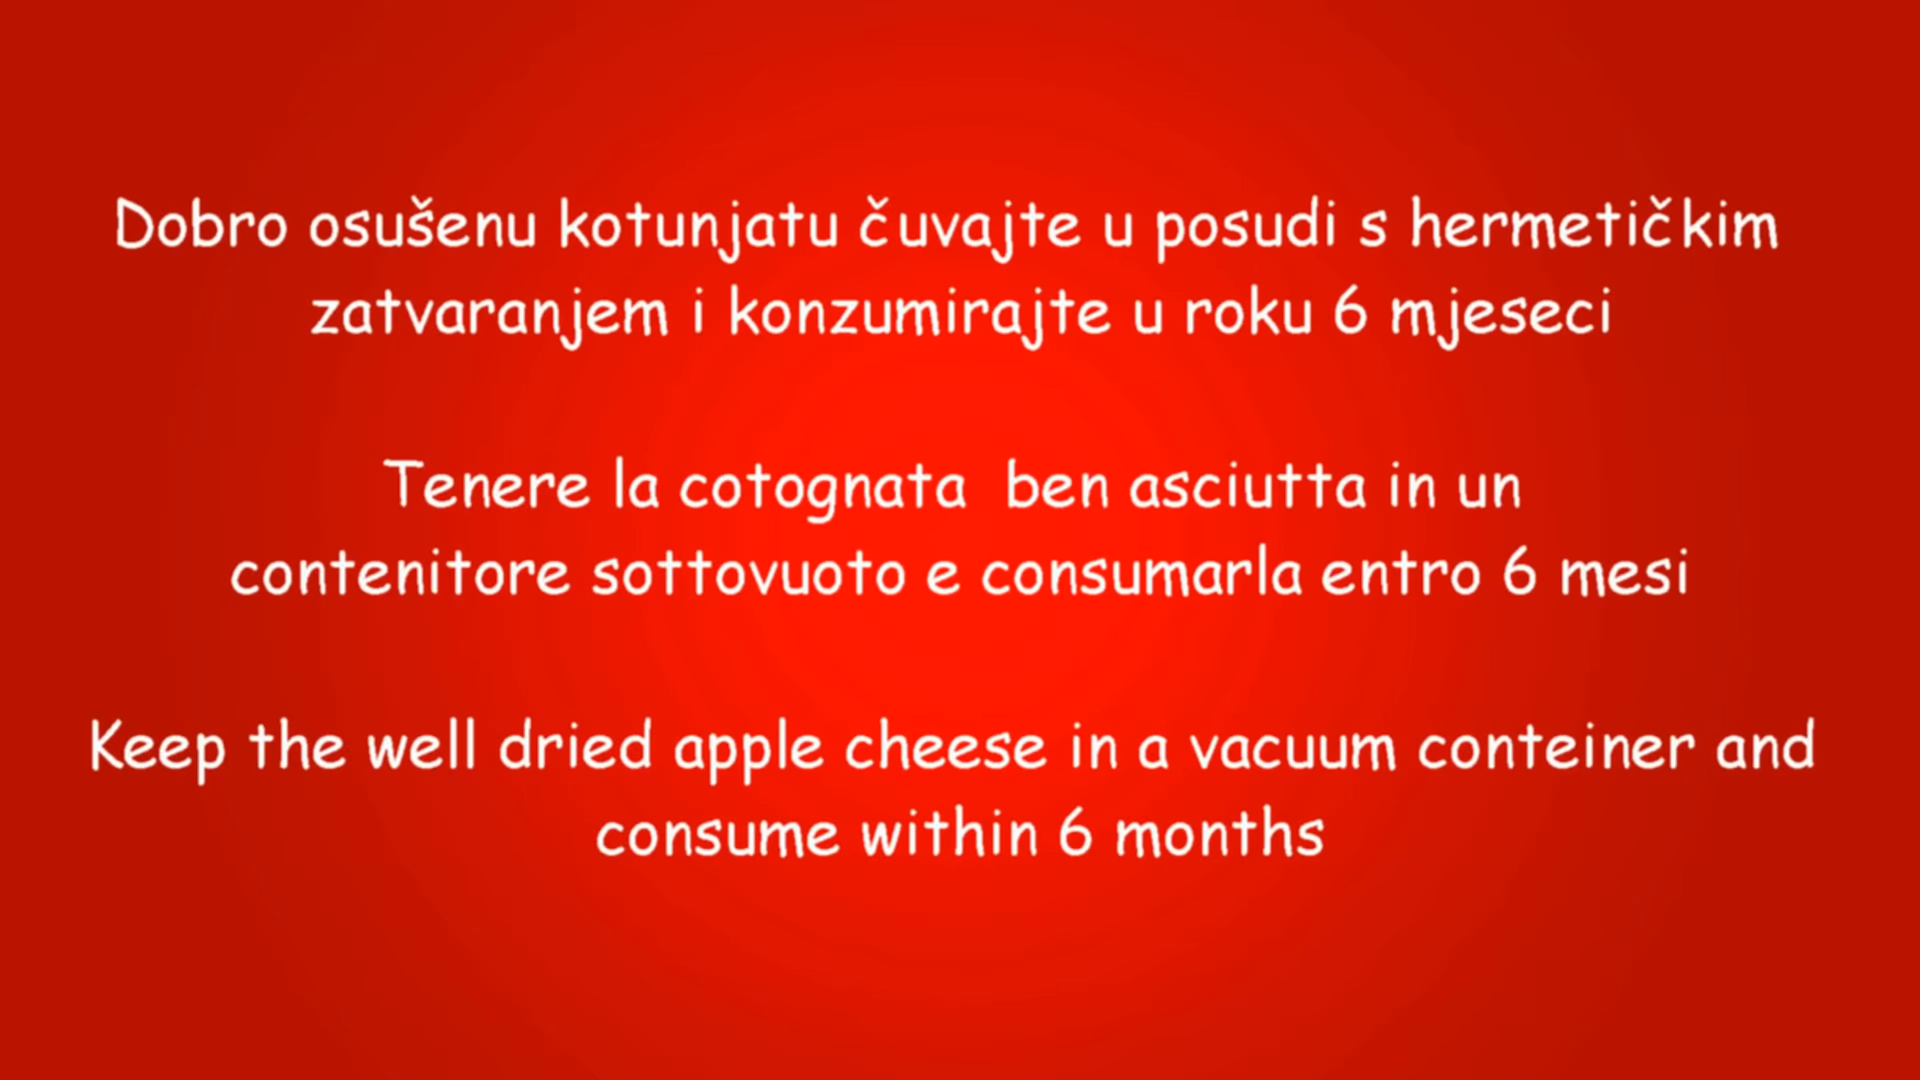 Dobro osušenu kotunjatu čuvajte u posudi s hermetičkim
zatvaranjem i konzumirajte u roku 6 mjeseci
Tenere la cotognata ben asciutta in un
contenitore sottovuoto e consumarla entro 6 mesi
Keep the well dried apple cheese in a vacuum conteiner and
consume within 6 months